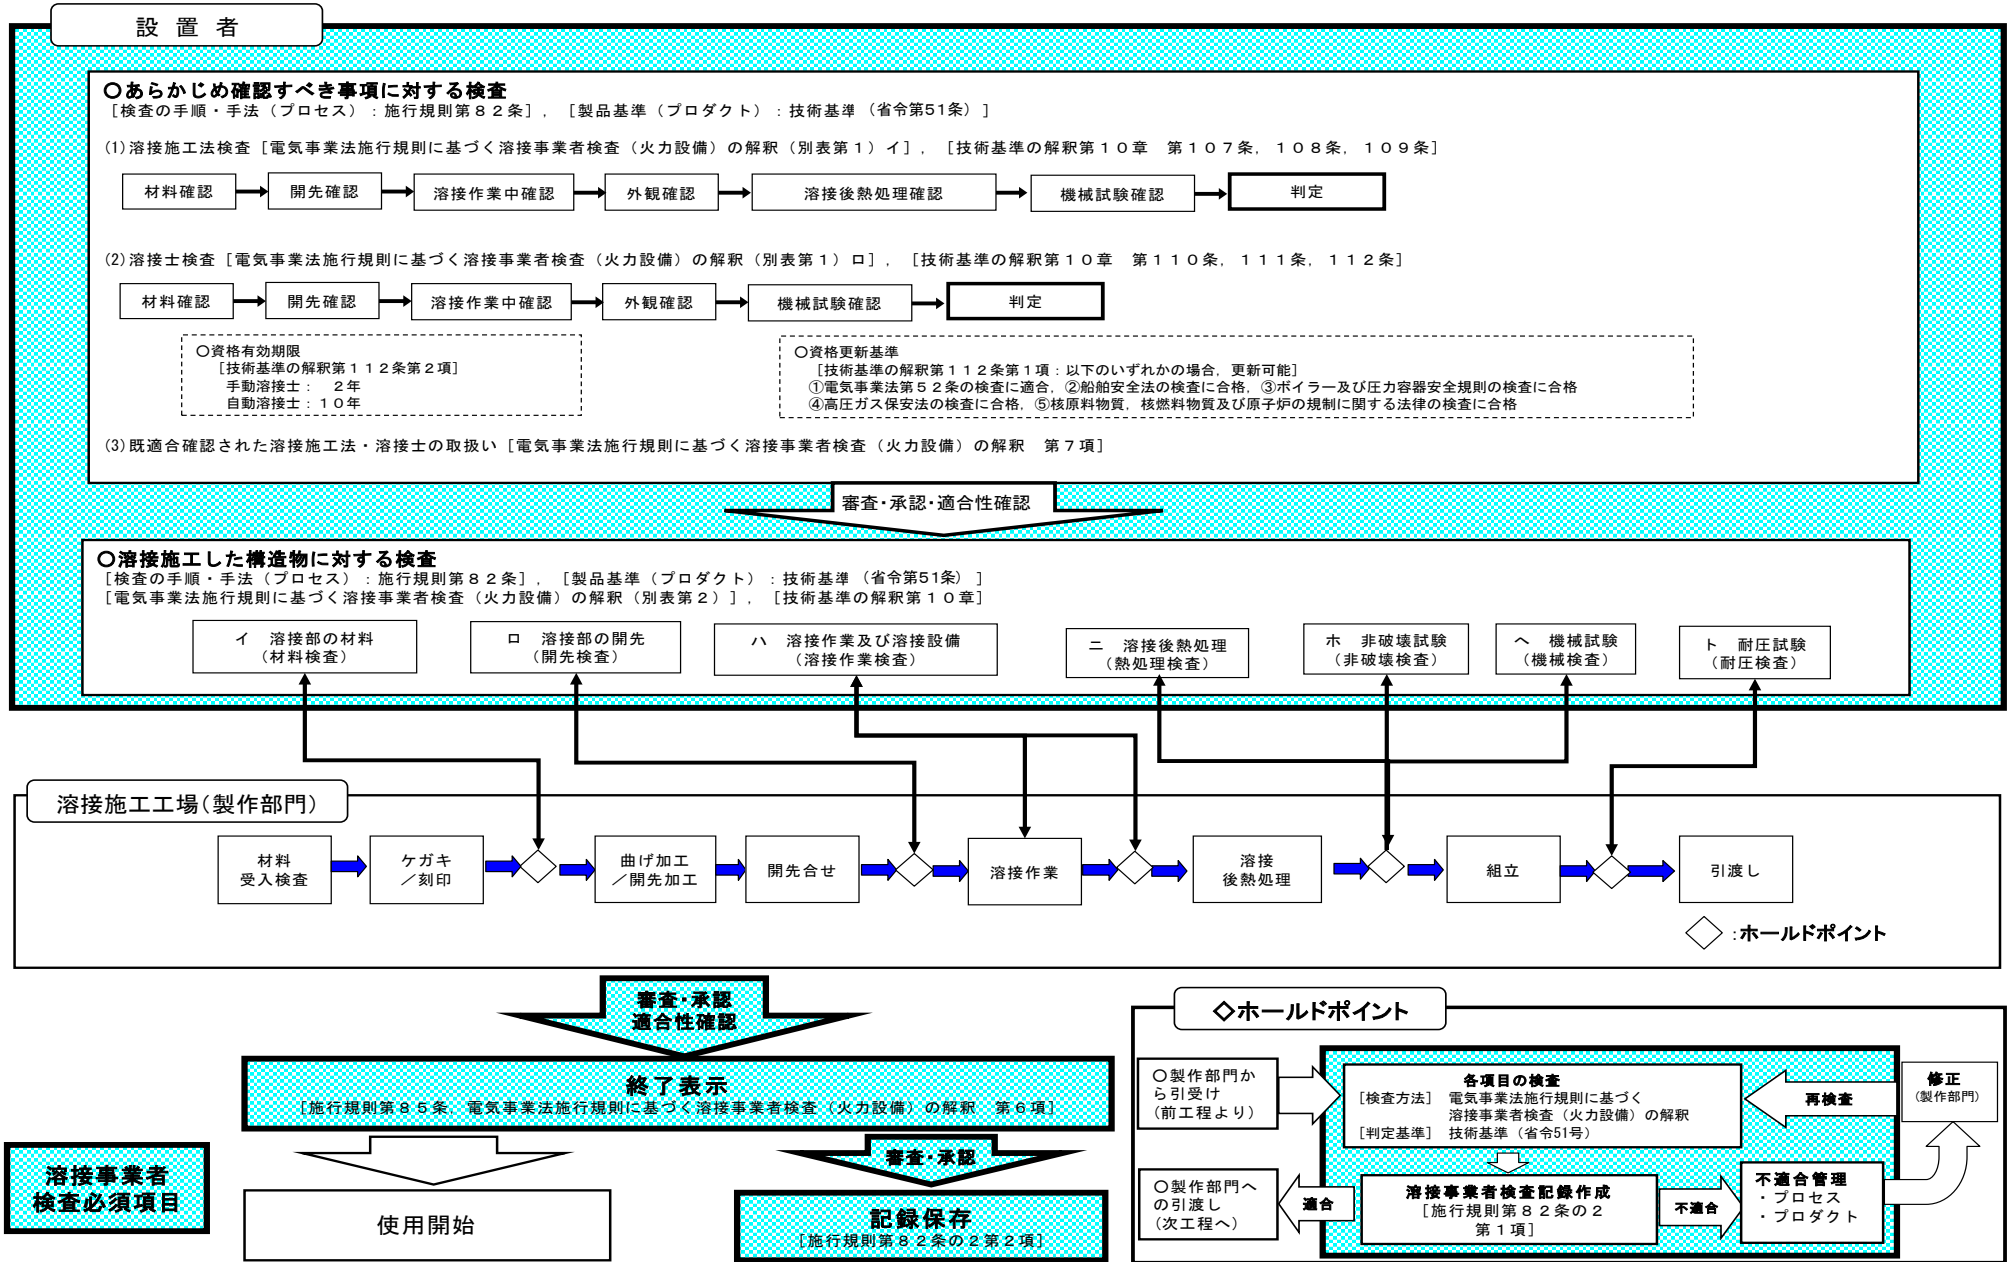 設 置 者
○あらかじめ確認すべき事項に対する検査
［検査の手順・手法（プロセス）：施行規則第８２条］，［製品基準（プロダクト）：技術基準（省令第51条）］
(1)溶接施工法検査［電気事業法施行規則に基づく溶接事業者検査（火力設備）の解釈（別表第１）イ］，［技術基準の解釈第１０章　第１０７条，１０８条，１０９条］
材料確認
開先確認
溶接作業中確認
外観確認
溶接後熱処理確認
機械試験確認
判定
(2)溶接士検査［電気事業法施行規則に基づく溶接事業者検査（火力設備）の解釈（別表第１）ロ］，［技術基準の解釈第１０章　第１１０条，１１１条，１１２条］
材料確認
開先確認
溶接作業中確認
外観確認
機械試験確認
判定
○資格有効期限
［技術基準の解釈第１１２条第２項］
手動溶接士：　２年
自動溶接士：１０年
○資格更新基準
［技術基準の解釈第１１２条第１項：以下のいずれかの場合，更新可能］
①電気事業法第５２条の検査に適合，②船舶安全法の検査に合格，③ボイラー及び圧力容器安全規則の検査に合格
④高圧ガス保安法の検査に合格，⑤核原料物質，核燃料物質及び原子炉の規制に関する法律の検査に合格
(3)既適合確認された溶接施工法・溶接士の取扱い［電気事業法施行規則に基づく溶接事業者検査（火力設備）の解釈　第７項］
審査・承認・適合性確認
○溶接施工した構造物に対する検査
［検査の手順・手法（プロセス）：施行規則第８２条］，［製品基準（プロダクト）：技術基準（省令第51条）］
［電気事業法施行規則に基づく溶接事業者検査（火力設備）の解釈（別表第２）］，［技術基準の解釈第１０章］
イ　溶接部の材料
（材料検査）
ロ　溶接部の開先
（開先検査）
ハ　溶接作業及び溶接設備
（溶接作業検査）
ニ　溶接後熱処理
（熱処理検査）
ホ　非破壊試験
（非破壊検査）
ヘ　機械試験
（機械検査）
ト　耐圧試験
（耐圧検査）
溶接施工工場（製作部門）
材料
受入検査
ケガキ
／刻印
曲げ加工
／開先加工
開先合せ
溶接作業
溶接
後熱処理
組立
引渡し
◇：ホールドポイント
審査・承認
適合性確認
終了表示
［施行規則第８５条，電気事業法施行規則に基づく溶接事業者検査（火力設備）の解釈　第６項］
審査・承認
使用開始
記録保存
［施行規則第８２条の２第２項］
溶接事業者
検査必須項目
◇ホールドポイント
○製作部門か
ら引受け
（前工程より）
各項目の検査
［検査方法］　電気事業法施行規則に基づく
溶接事業者検査（火力設備）の解釈
［判定基準］　技術基準（省令51号）
再検査
修正
（製作部門）
○製作部門へ
の引渡し
（次工程へ）
適合
溶接事業者検査記録作成
［施行規則第８２条の２
第１項］
不適合
不適合管理
・プロセス
・プロダクト